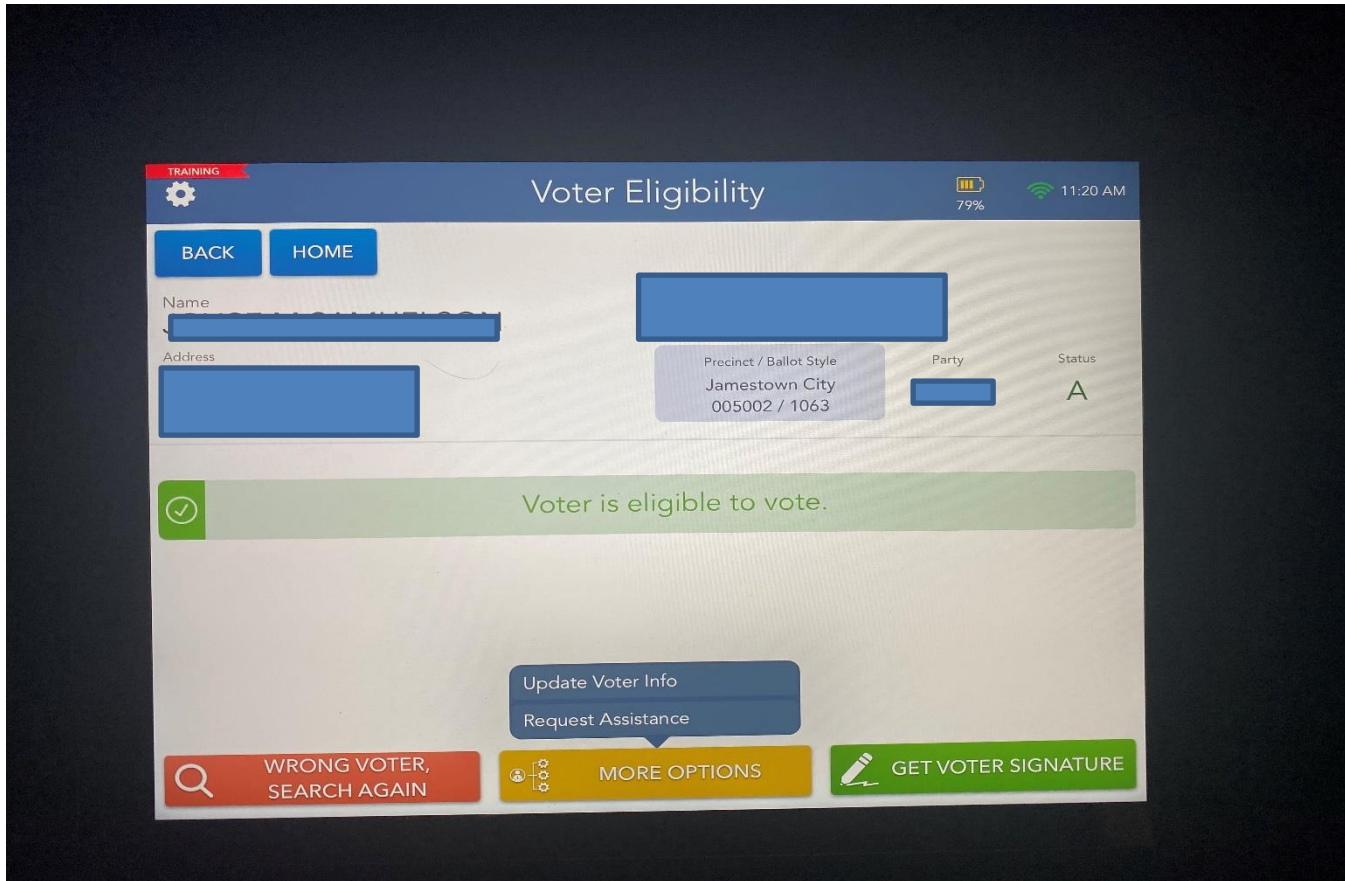 TRAINING
Voter Eligibility
79%
11:20 AM
BACK
HOME
Name
Address
Precinct / Ballot Style
Jamestown City
005002 / 1063
Party
Status
A
Voter is eligible to vote.
Update Voter Info
Request Assistance
WRONG VOTER,
SEARCH AGAIN
MORE OPTIONS
GET VOTER SIGNATURE